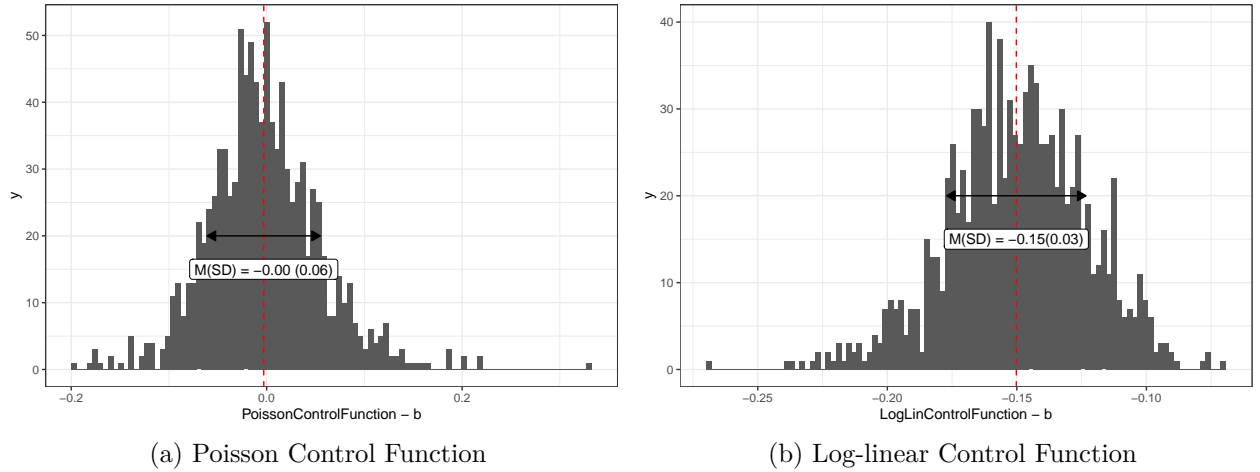 50
40
30
20
10
0
y
M(SD) = −0.00 (0.06)
−0.2
0.0
0.2
PoissonControlFunction − b
(a) Poisson Control Function
40
30
20
10
0
y
M(SD) = −0.15(0.03)
−0.25
−0.20
−0.15
−0.10
LogLinControlFunction − b
(b) Log-linear Control Function